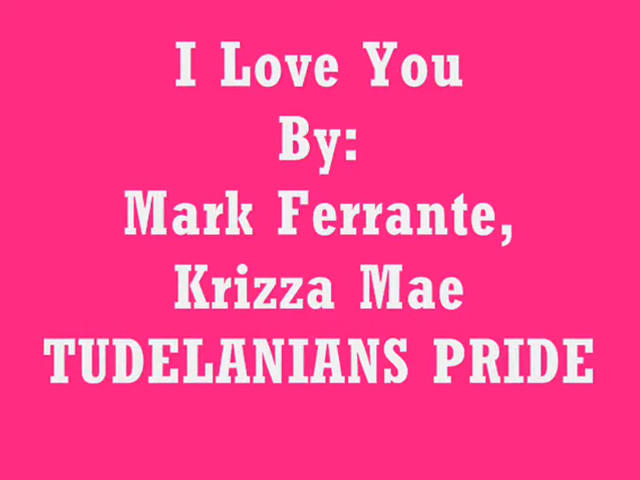 I Love You
By:
Mark Ferrante,
Krizza Mae
TUDELANIANS PRIDE